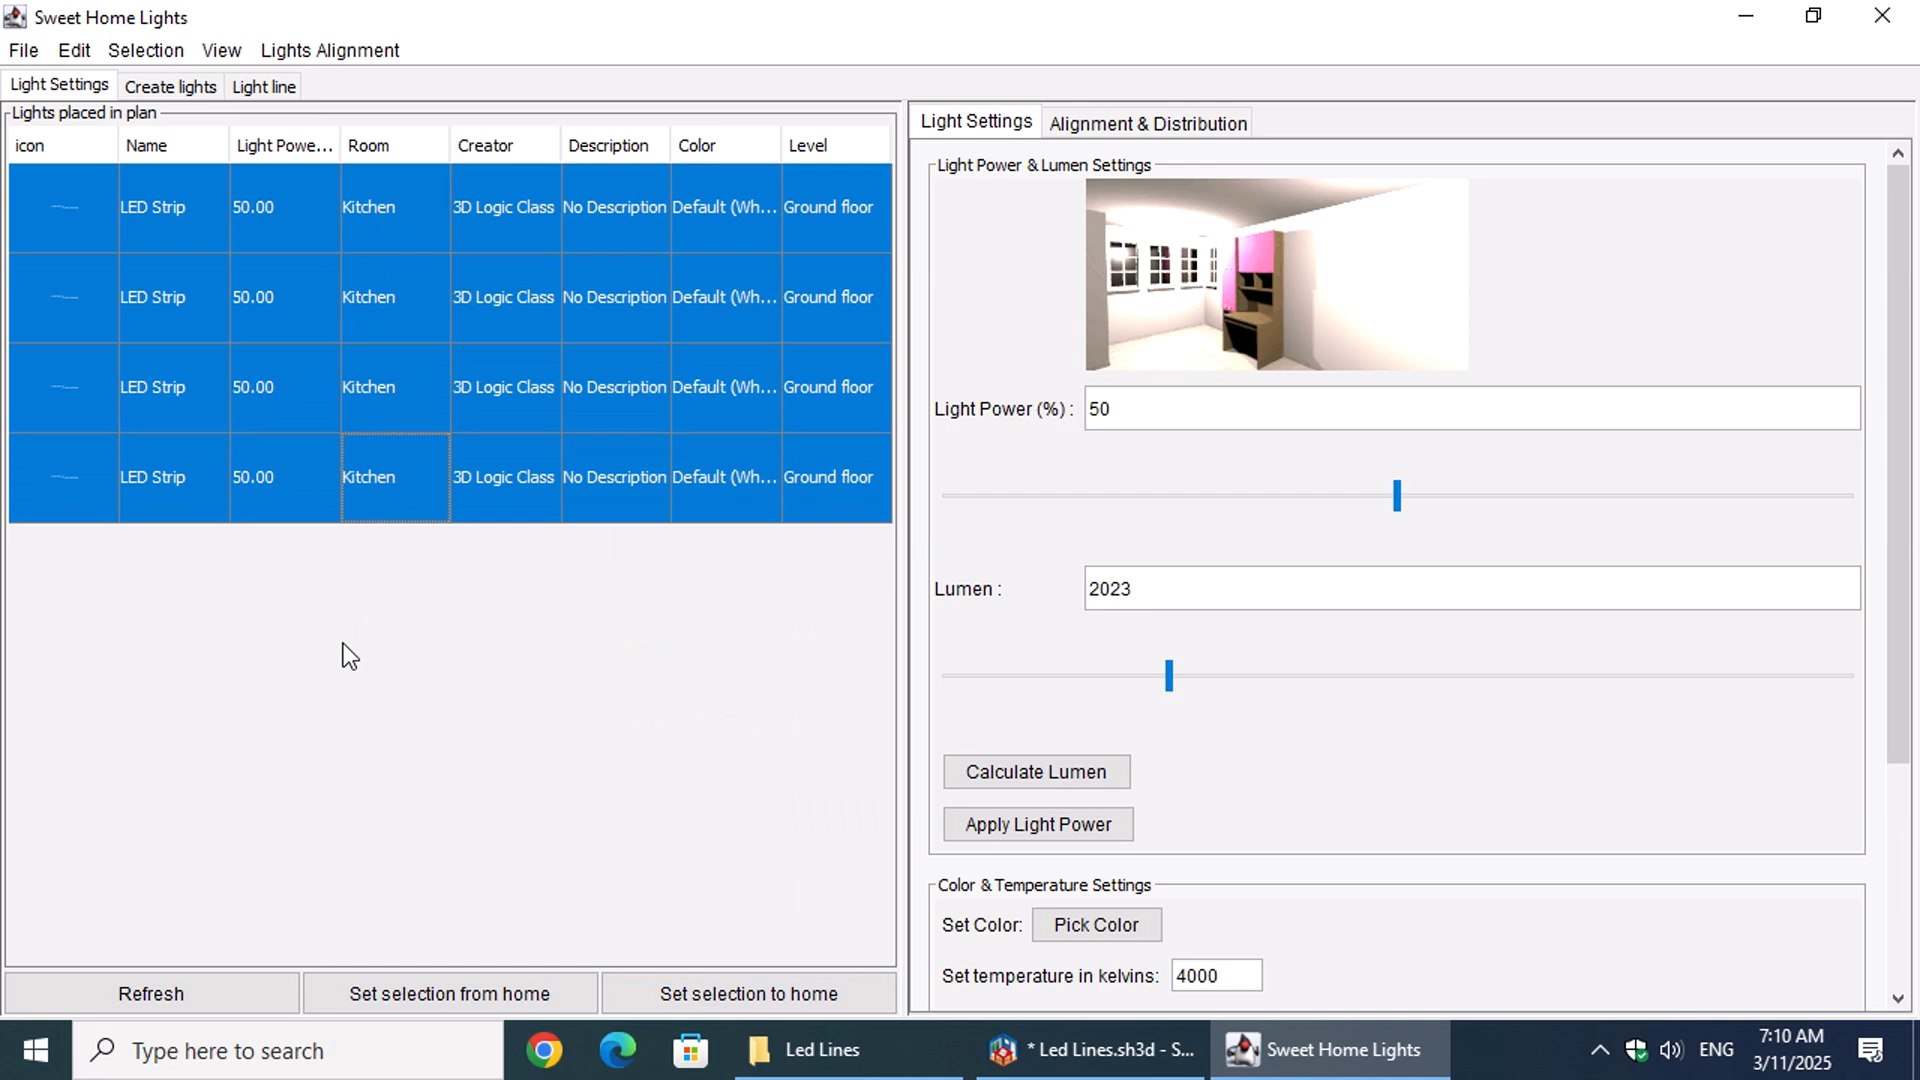 Sweet Home Lights
File Edit Selection View Lights Alignment
Light Settings Create lights Light line
Lights placed in plan
icon Name Light Powe... Room Creator Description Color Level
LED Strip 50.00 Kitchen 3D Logic Class No Description Default (Wh... Ground floor
LED Strip 50.00 Kitchen 3D Logic Class No Description Default (Wh... Ground floor
LED Strip 50.00 Kitchen 3D Logic Class No Description Default (Wh... Ground floor
LED Strip 50.00 Kitchen 3D Logic Class No Description Default (Wh... Ground floor
Refresh Set selection from home Set selection to home
Light Settings Alignment & Distribution
Light Power & Lumen Settings
Light Power (%) : 50
Lumen : 2023
Calculate Lumen
Apply Light Power
Color & Temperature Settings
Set Color: Pick Color
Set temperature in kelvins: 4000
Type here to search
Led Lines
* Led Lines.sh3d - S...
Sweet Home Lights
ENG
7:10 AM
3/11/2025